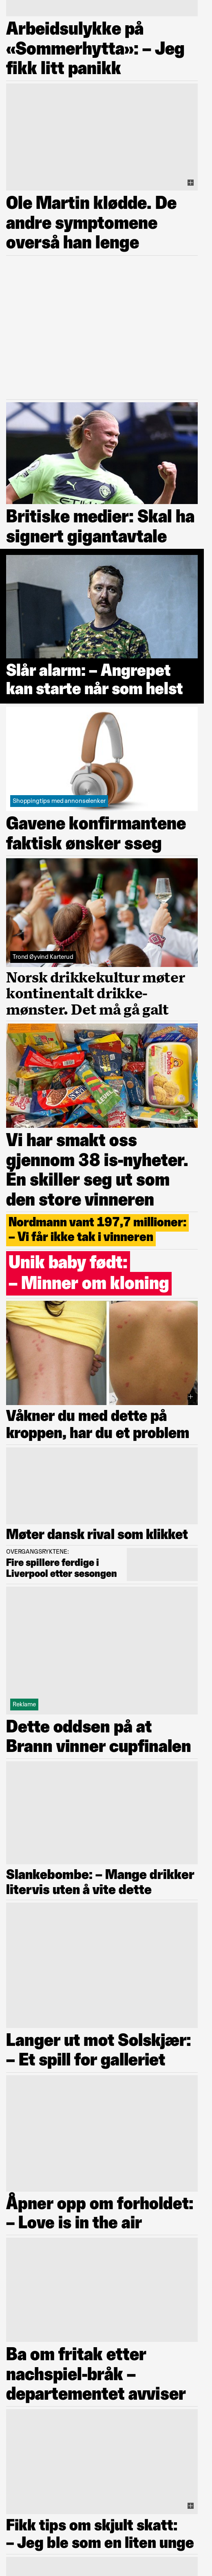 Arbeidsulykke på
«Sommerhytta»: – Jeg
fikk litt panikk
Ole Martin klødde. De
andre symptomene
overså han lenge
Britiske medier: Skal ha
signert gigantavtale
Slår alarm: – Angrepet
kan starte når som helst
Shoppingtips med annonselenker
Gavene konfirmantene
faktisk ønsker sseg
Trond Øyvind Karterud
Norsk drikkekultur møter
kontinentalt drikke-
mønster. Det må gå galt
Vi har smakt oss
gjennom 38 is-nyheter.
Én skiller seg ut som
den store vinneren
Nordmann vant 197,7 millioner:
– Vi får ikke tak i vinneren
Unik baby født:
– Minner om kloning
Våkner du med dette på
kroppen, har du et problem
Møter dansk rival som klikket
OVERGANGSRYKTENE:
Fire spillere ferdige i
Liverpool etter sesongen
Reklame
Dette oddsen på at
Brann vinner cupfinalen
Slankebombe: – Mange drikker
litervis uten å vite dette
Langer ut mot Solskjær:
– Et spill for galleriet
Åpner opp om forholdet:
– Love is in the air
Ba om fritak etter
nachspiel-bråk –
departementet avviser
Fikk tips om skjult skatt:
– Jeg ble som en liten unge